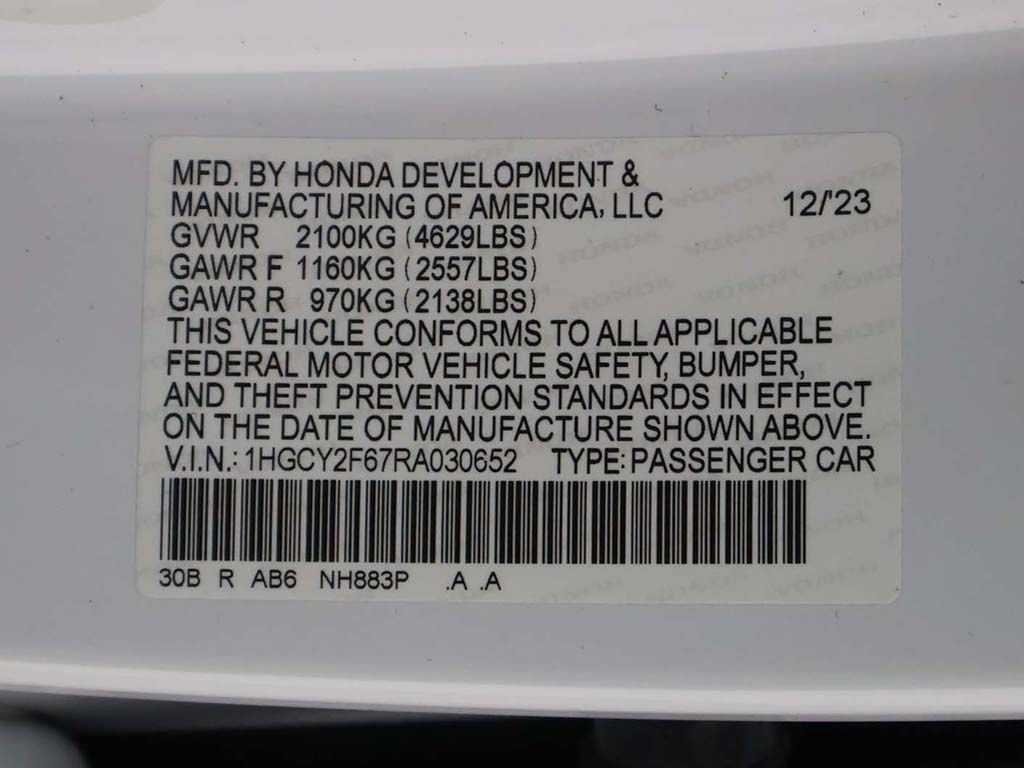 MFD. BY HONDA DEVELOPMENT &
MANUFACTURING OF AMERICA, LLC 12/'23
GVWR 2100KG (4629LBS)
GAWR F 1160KG (2557LBS)
GAWR R 970KG (2138LBS)
THIS VEHICLE CONFORMS TO ALL APPLICABLE
FEDERAL MOTOR VEHICLE SAFETY, BUMPER,
AND THEFT PREVENTION STANDARDS IN EFFECT
ON THE DATE OF MANUFACTURE SHOWN ABOVE.
V.I.N.: 1HGCY2F67RA030652 TYPE: PASSENGER CAR
30B R AB6 NH883P .A .A